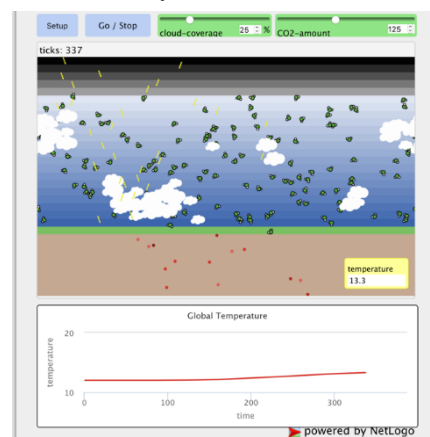 Setup
Go / Stop
cloud-coverage 25 %
CO2-amount 125
ticks: 337
temperature
13.3
Global Temperature
20
temperature
10
0 100 200 300
time
powered by NetLogo